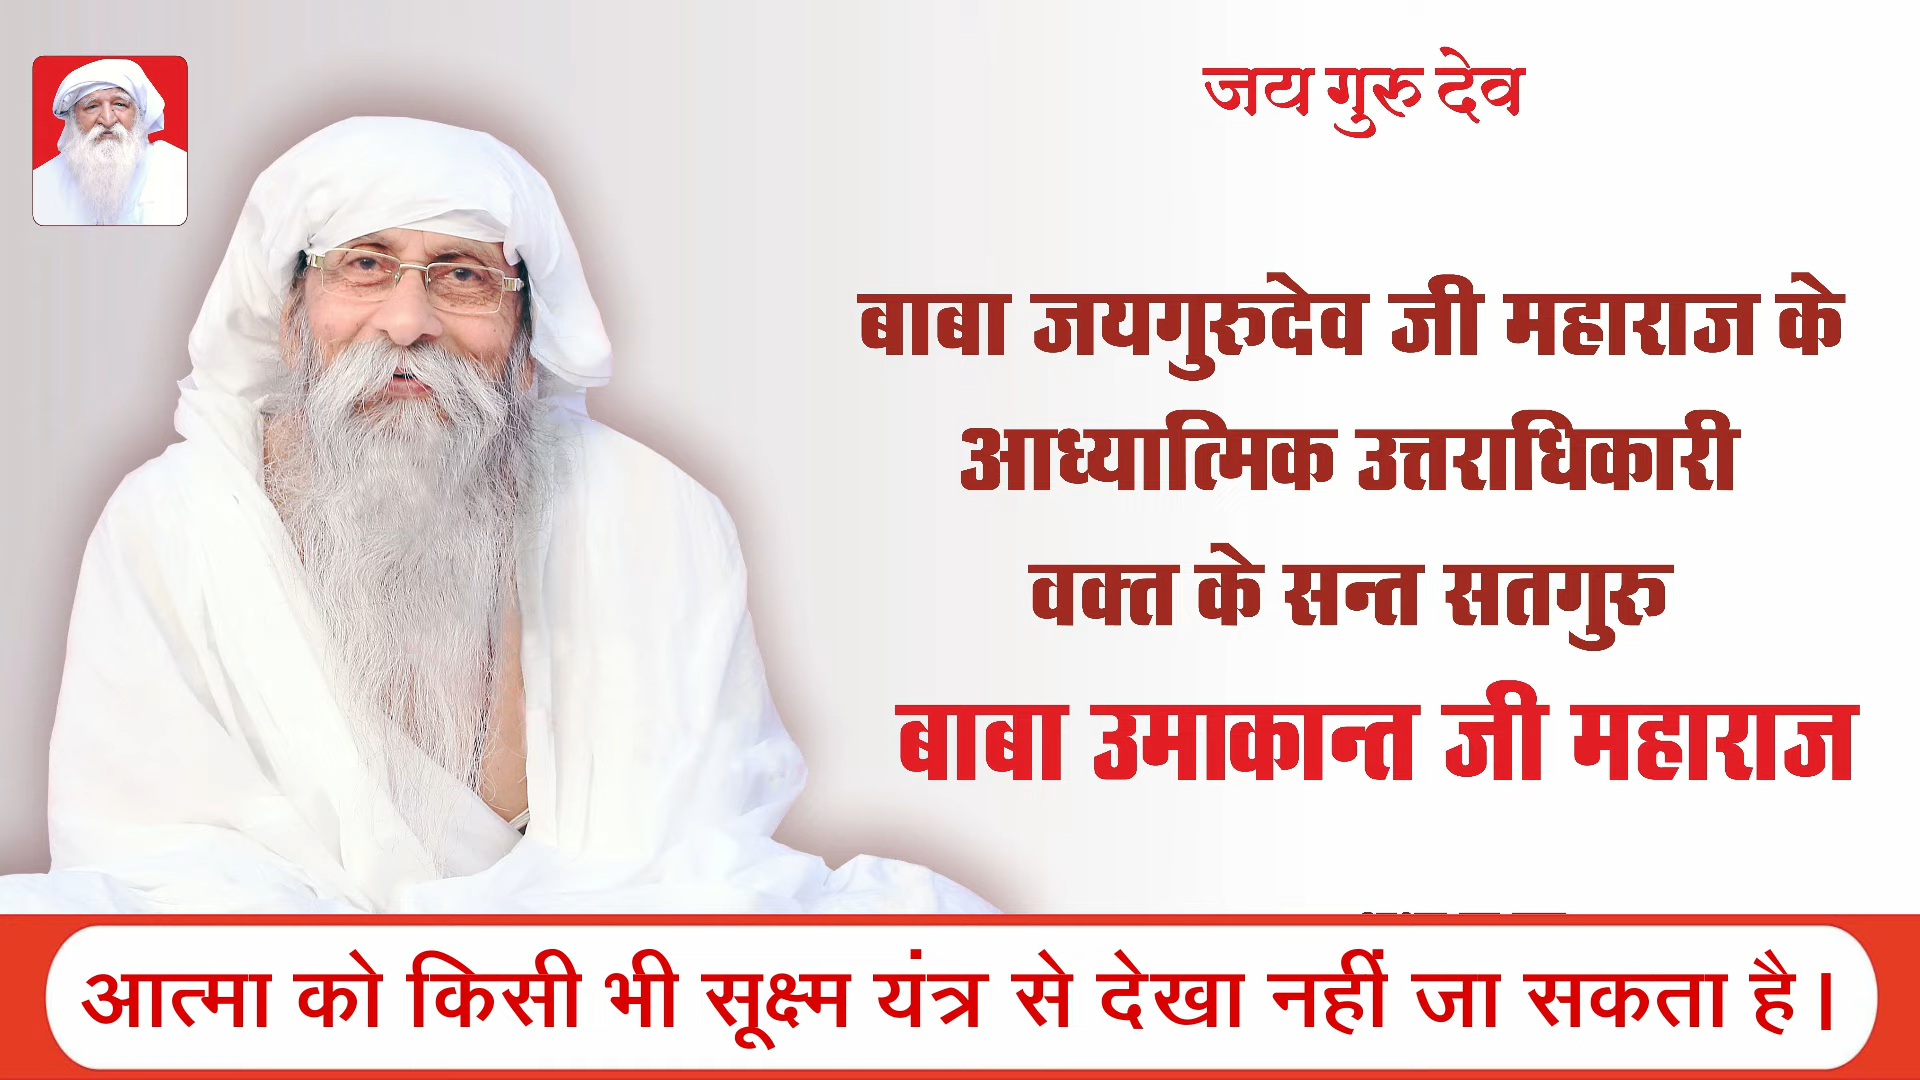 जय गुरु देव
बाबा जयगुरुदेव जी महाराज के
आध्यात्मिक उत्तराधिकारी
वक्त के सन्त सतगुरु
बाबा उमाकान्त जी महाराज
आत्मा को किसी भी सूक्ष्म यंत्र से देखा नहीं जा सकता है।